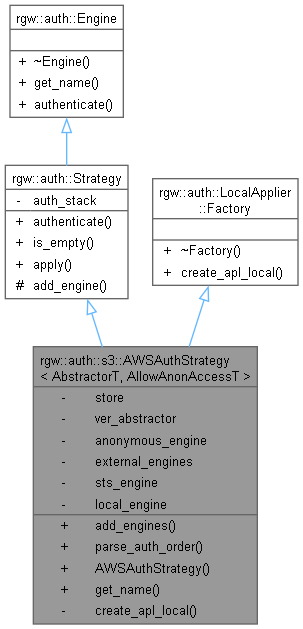 rgw::auth::Engine
+ ~Engine()
+ get_name()
+ authenticate()
rgw::auth::Strategy
- auth_stack
+ authenticate()
+ is_empty()
+ apply()
# add_engine()
rgw::auth::LocalApplier
::Factory
+ ~Factory()
+ create_apl_local()
rgw::auth::s3::AWSAuthStrategy
< AbstractorT, AllowAnonAccessT >
- store
- ver_abstractor
- anonymous_engine
- external_engines
- sts_engine
- local_engine
+ add_engines()
+ parse_auth_order()
+ AWSAuthStrategy()
+ get_name()
- create_apl_local()